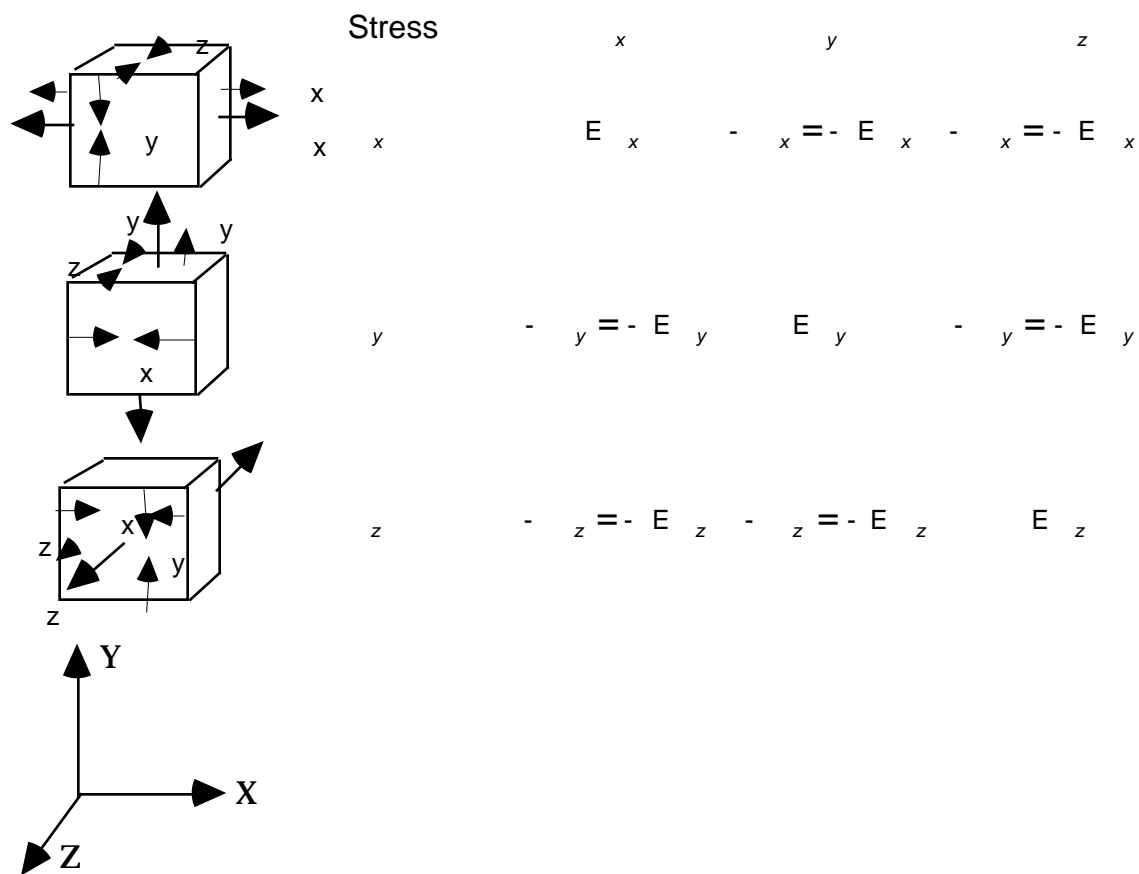 Stress
x y z
z
x
y
x
x E x - x = - E x - x = - E x
y y
z
x
y - y = - E y E y - y = - E y
x
z
y
z
z - z = - E z - z = - E z E z
Y
X
Z